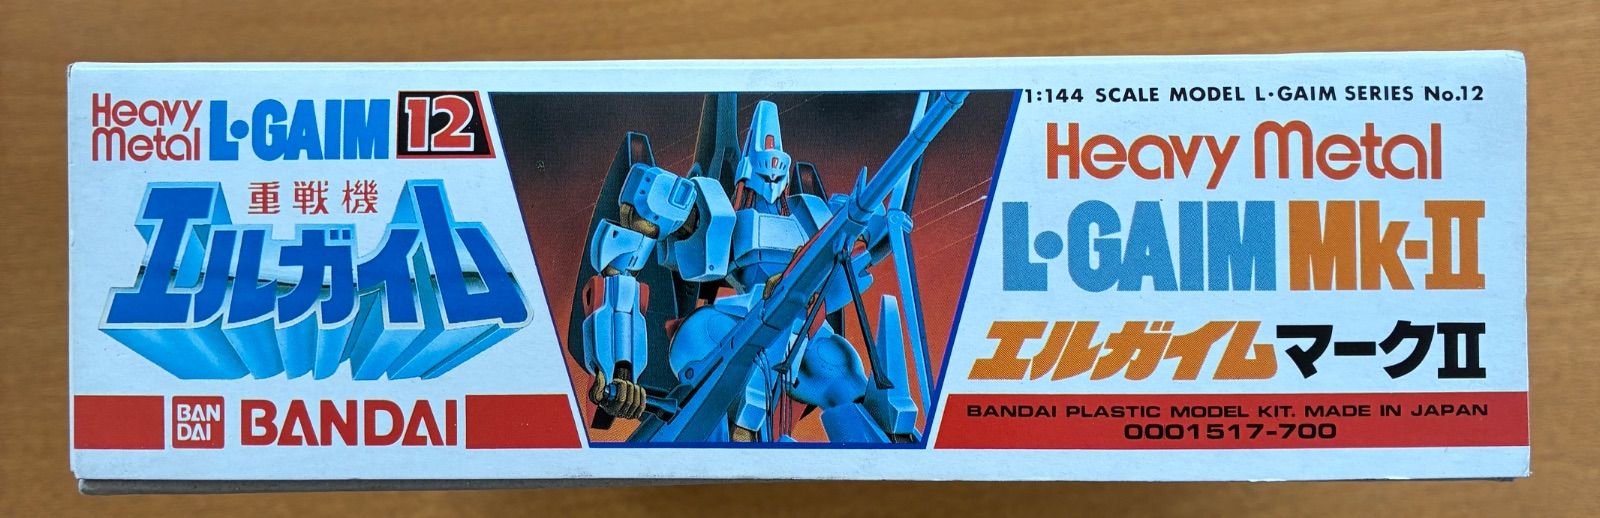 Heavy Metal L·GAIM 12
重戦機
エルガイム
BAN DAI BANDAI
1:144 SCALE MODEL L·GAIM SERIES No.12
Heavy Metal
L·GAIM Mk-II
エルガイムマークII
BANDAI PLASTIC MODEL KIT. MADE IN JAPAN
0001517-700